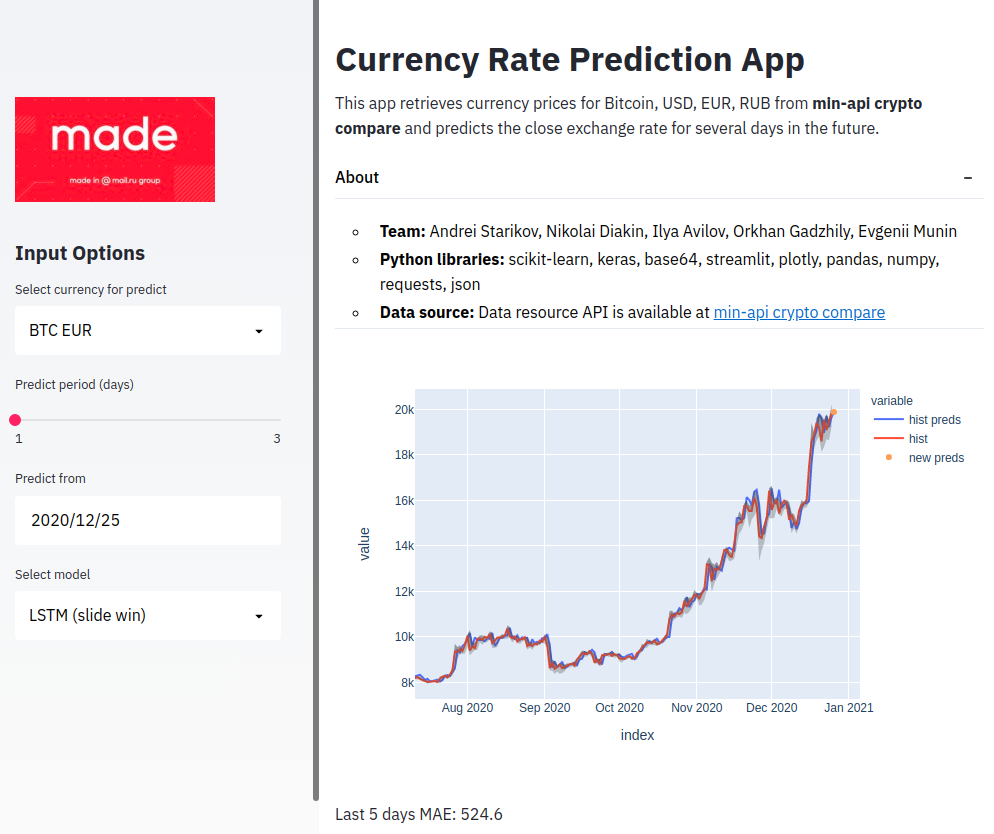 made
made in @ mail.ru group
Input Options
Select currency for predict
BTC EUR
Predict period (days)
1
3
Predict from
2020/12/25
Select model
LSTM (slide win)
Currency Rate Prediction App
This app retrieves currency prices for Bitcoin, USD, EUR, RUB from min-api crypto
compare and predicts the close exchange rate for several days in the future.
About
Team: Andrei Starikov, Nikolai Diakin, Ilya Avilov, Orkhan Gadzhily, Evgenii Munin
Python libraries: scikit-learn, keras, base64, streamlit, plotly, pandas, numpy,
requests, json
Data source: Data resource API is available at min-api crypto compare
20k
18k
16k
14k
12k
10k
8k
value
Aug 2020
Sep 2020
Oct 2020
Nov 2020
Dec 2020
Jan 2021
index
variable
hist preds
hist
new preds
Last 5 days MAE: 524.6